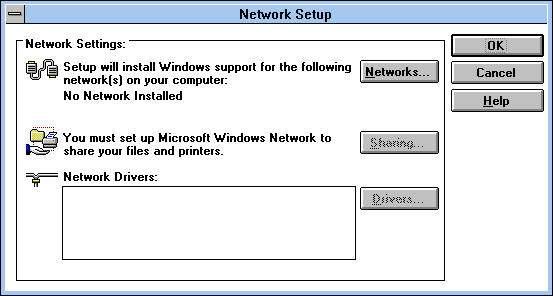 Network Setup
Network Settings:
Setup will install Windows support for the following
network(s) on your computer:
No Network Installed
Networks...
You must set up Microsoft Windows Network to
share your files and printers.
Sharing...
Network Drivers:
Drivers...
OK
Cancel
Help